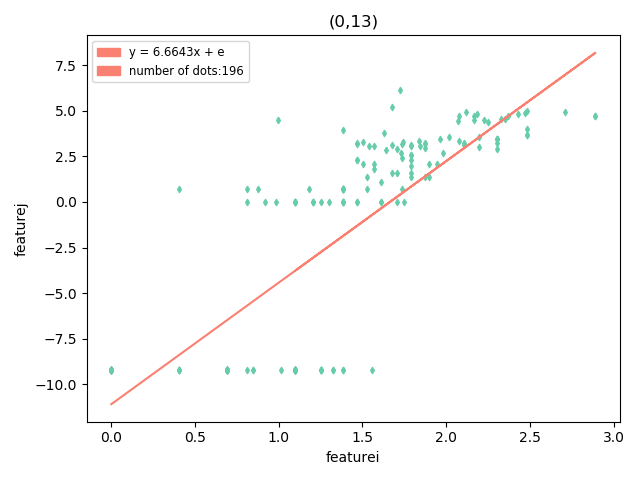 (0,13)
y = 6.6643x + e
number of dots:196
7.5
5.0
2.5
0.0
−2.5
−5.0
−7.5
−10.0
featurej
0.0 0.5 1.0 1.5 2.0 2.5 3.0
featurei